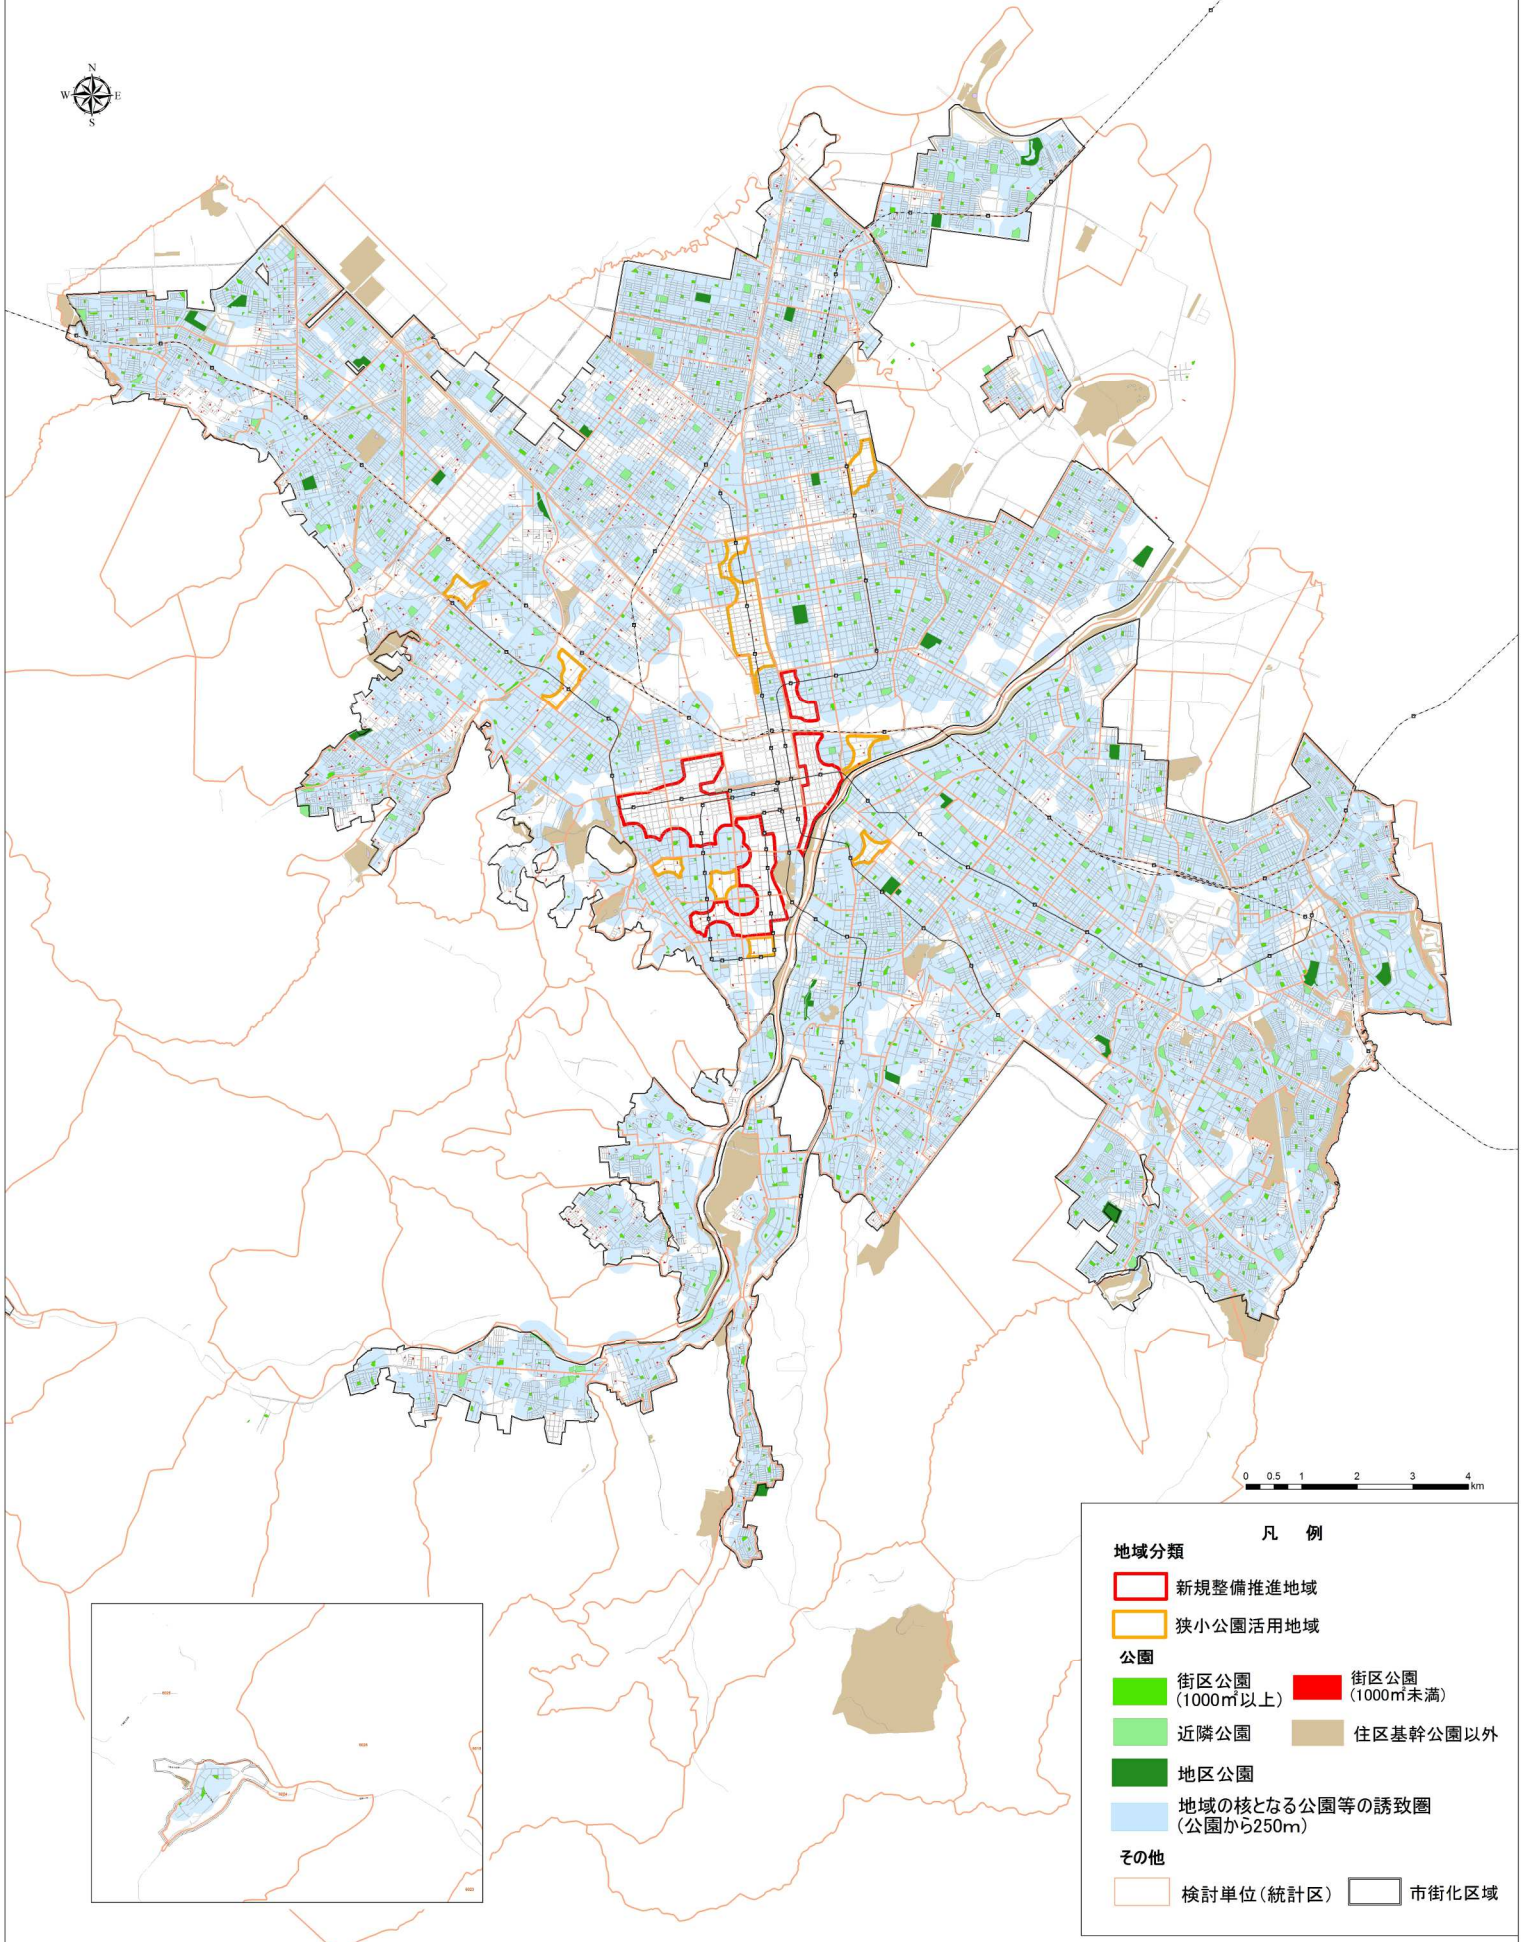 N
W E
S
0 0.5 1 2 3 4
km
凡 例
地域分類
新規整備推進地域
狭小公園活用地域
公園
街区公園
(1000㎡以上)
街区公園
(1000㎡未満)
近隣公園
住区基幹公園以外
地区公園
地域の核となる公園等の誘致圏
(公園から250m)
その他
検討単位(統計区)
市街化区域